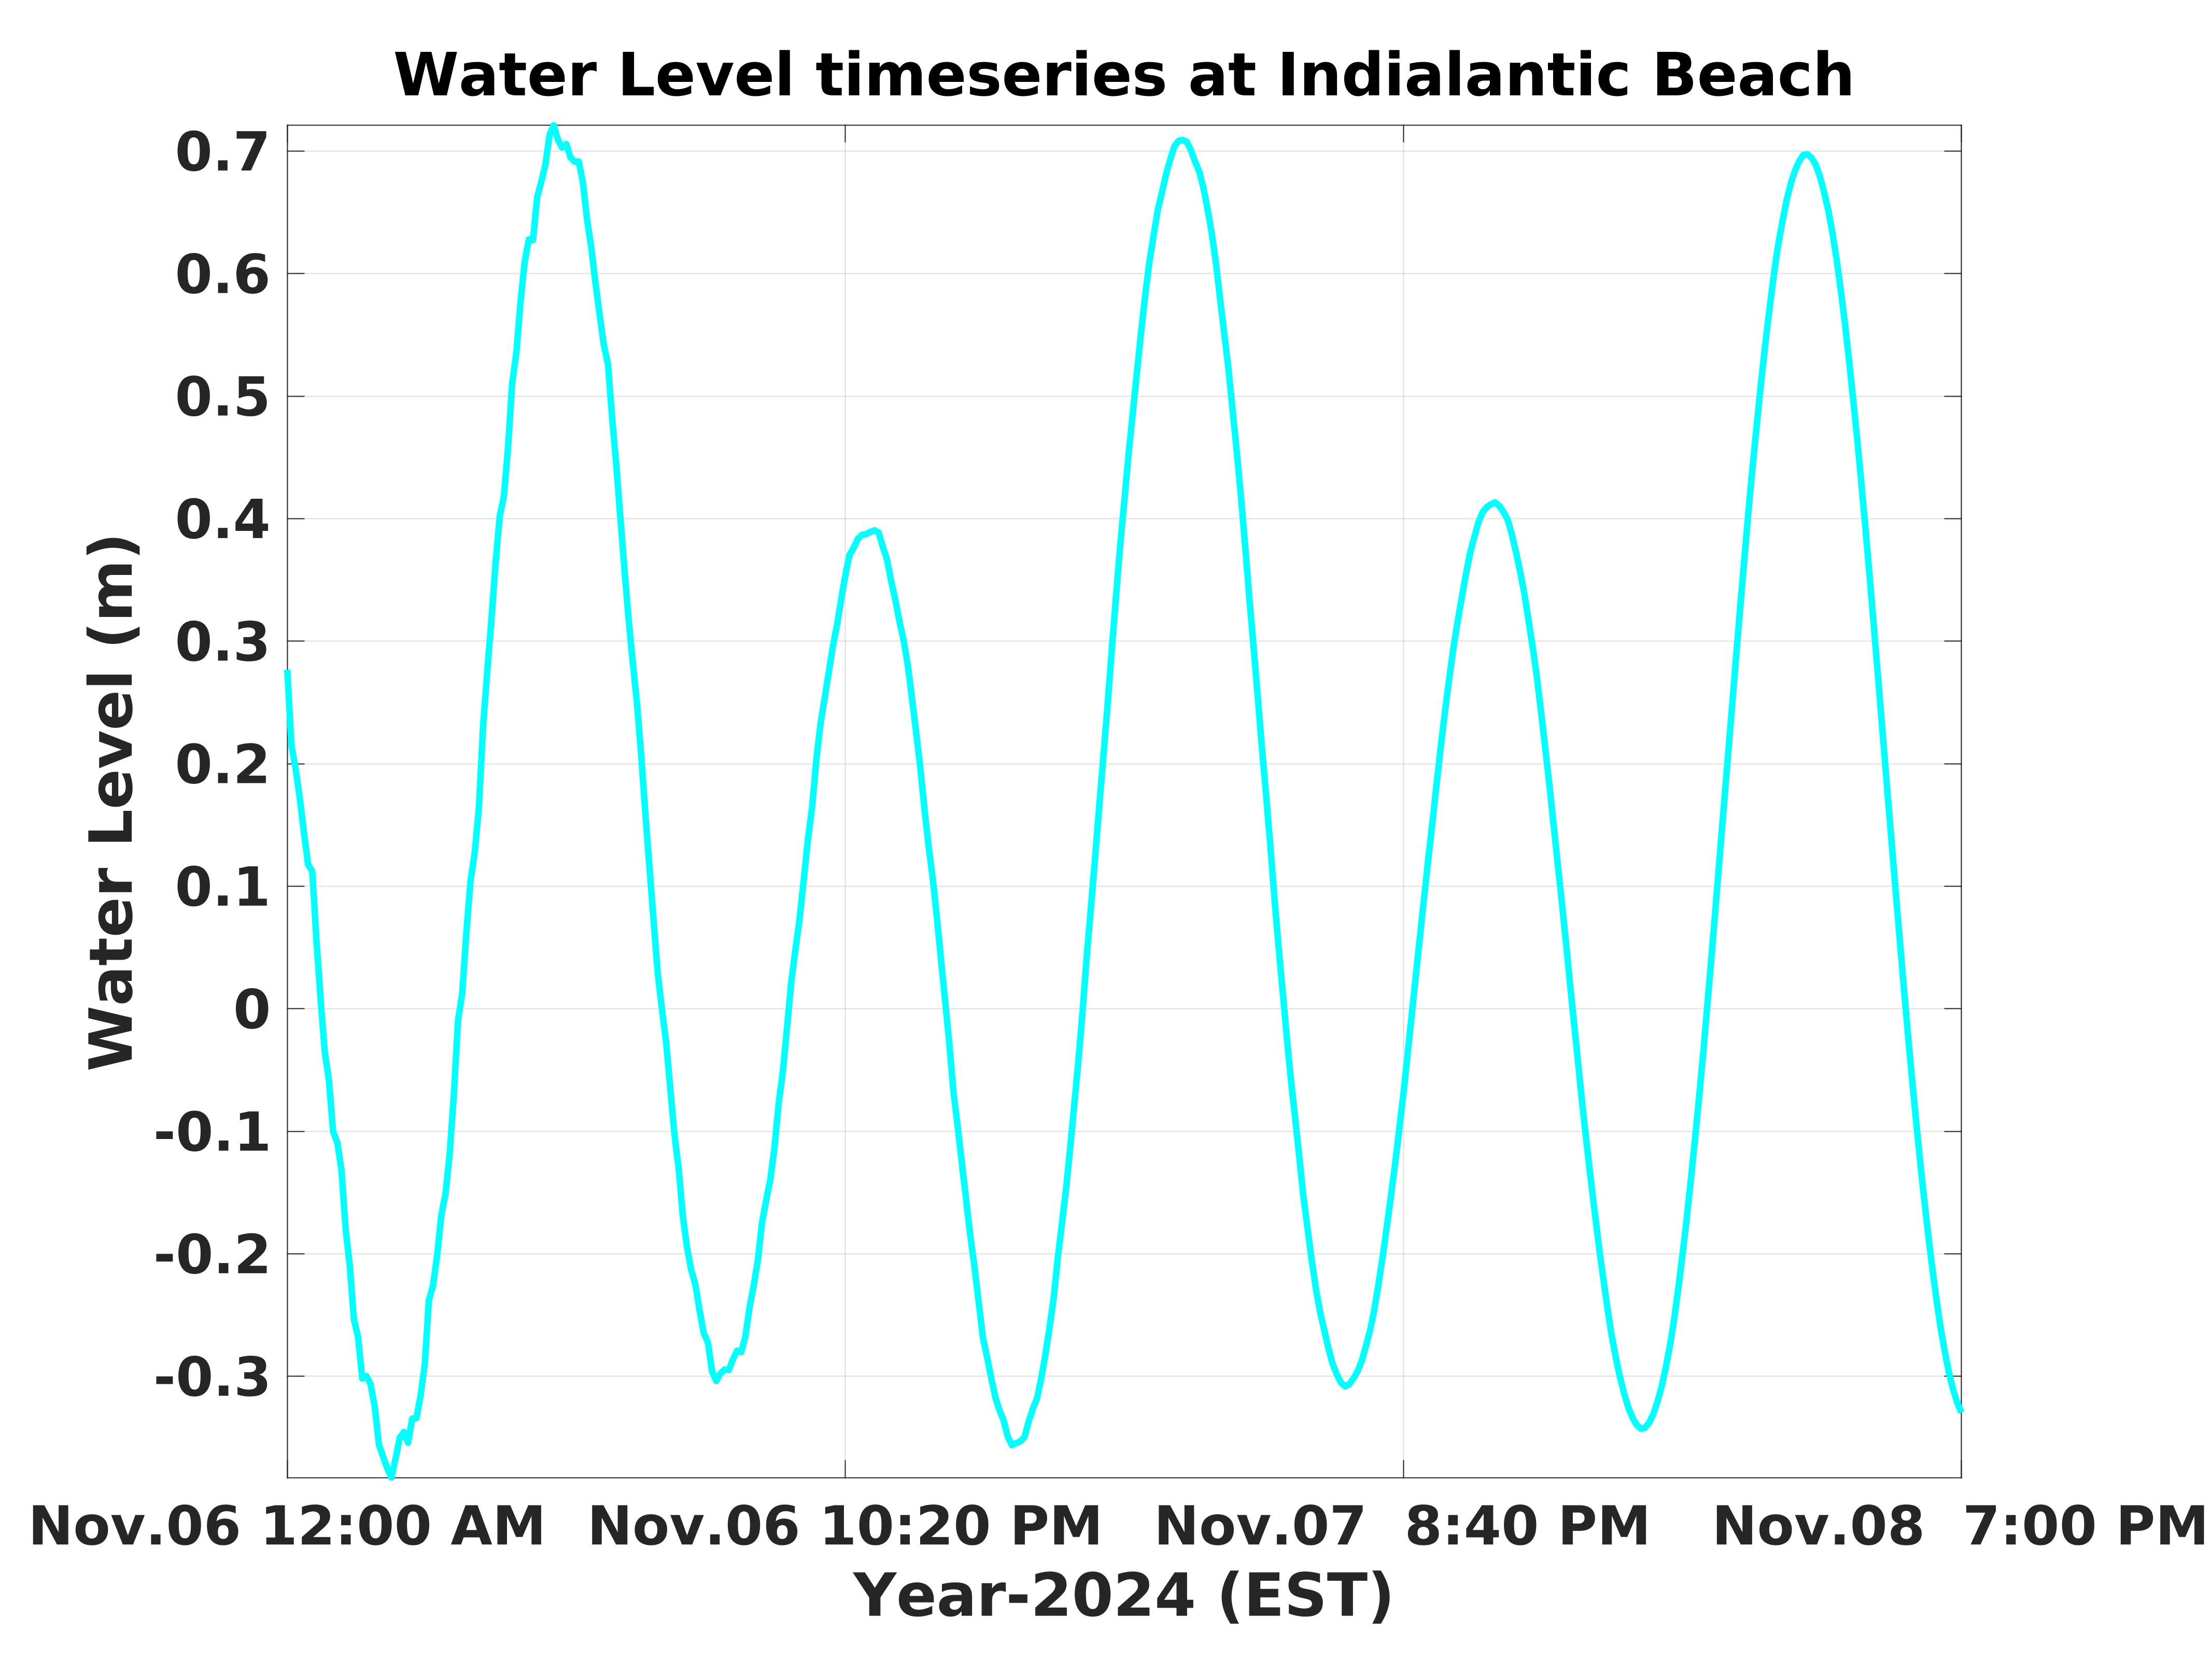 Water Level timeseries at Indialantic Beach
0.7
0.6
0.5
0.4
0.3
0.2
0.1
0
-0.1
-0.2
-0.3
Water Level (m)
Nov.06 12:00 AM Nov.06 10:20 PM Nov.07 8:40 PM Nov.08 7:00 PM
Year-2024 (EST)